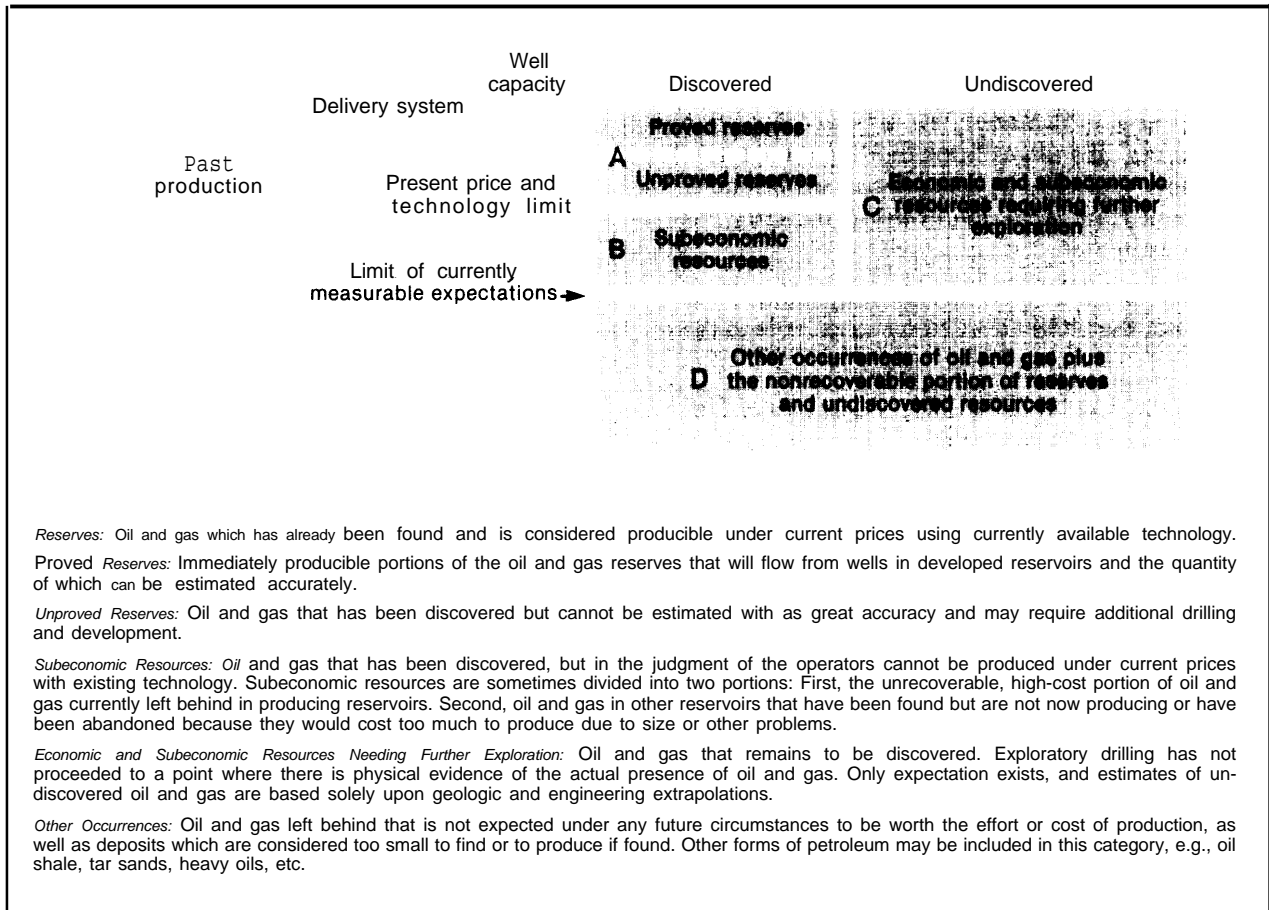 Well
capacity
Discovered
Undiscovered
Delivery system
Proved reserves
A
Past
production
Unproved reserves
Present price and
technology limit
Economic and subeconomic
C resources requiring further
exploration
B
Subeconomic
resources
Limit of currently
measurable expectations
Other occurrences of oil and gas plus
D the nonrecoverable portion of reserves
and undiscovered resources
Reserves: Oil and gas which has already been found and is considered producible under current prices using currently available technology.
Proved Reserves: Immediately producible portions of the oil and gas reserves that will flow from wells in developed reservoirs and the quantity
of which can be estimated accurately.
Unproved Reserves: Oil and gas that has been discovered but cannot be estimated with as great accuracy and may require additional drilling
and development.
Subeconomic Resources: Oil and gas that has been discovered, but in the judgment of the operators cannot be produced under current prices
with existing technology. Subeconomic resources are sometimes divided into two portions: First, the unrecoverable, high-cost portion of oil and
gas currently left behind in producing reservoirs. Second, oil and gas in other reservoirs that have been found but are not now producing or have
been abandoned because they would cost too much to produce due to size or other problems.
Economic and Subeconomic Resources Needing Further Exploration: Oil and gas that remains to be discovered. Exploratory drilling has not
proceeded to a point where there is physical evidence of the actual presence of oil and gas. Only expectation exists, and estimates of un-
discovered oil and gas are based solely upon geologic and engineering extrapolations.
Other Occurrences: Oil and gas left behind that is not expected under any future circumstances to be worth the effort or cost of production, as
well as deposits which are considered too small to find or to produce if found. Other forms of petroleum may be included in this category, e.g., oil
shale, tar sands, heavy oils, etc.